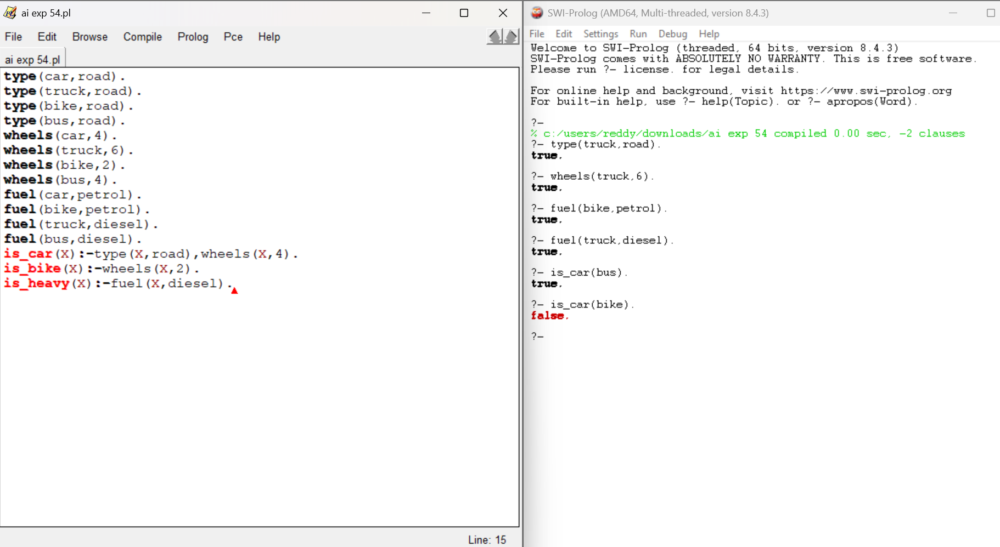 ai exp 54.pl
File Edit Browse Compile Prolog Pce Help
ai exp 54.pl
type(car,road).
type(truck,road).
type(bike,road).
type(bus,road).
wheels(car,4).
wheels(truck,6).
wheels(bike,2).
wheels(bus,4).
fuel(car,petrol).
fuel(bike,petrol).
fuel(truck,diesel).
fuel(bus,diesel).
is_car(X):-type(X,road),wheels(X,4).
is_bike(X):-wheels(X,2).
is_heavy(X):-fuel(X,diesel).
Line: 15
SWI-Prolog (AMD64, Multi-threaded, version 8.4.3)
File Edit Settings Run Debug Help
Welcome to SWI-Prolog (threaded, 64 bits, version 8.4.3)
SWI-Prolog comes with ABSOLUTELY NO WARRANTY. This is free software.
Please run ?- license. for legal details.
For online help and background, visit https://www.swi-prolog.org
For built-in help, use ?- help(Topic). or ?- apropos(Word).
?-
% c:/users/reddy/downloads/ai exp 54 compiled 0.00 sec, -2 clauses
?- type(truck,road).
true.
?- wheels(truck,6).
true.
?- fuel(bike,petrol).
true.
?- fuel(truck,diesel).
true.
?- is_car(bus).
true.
?- is_car(bike).
false.
?-